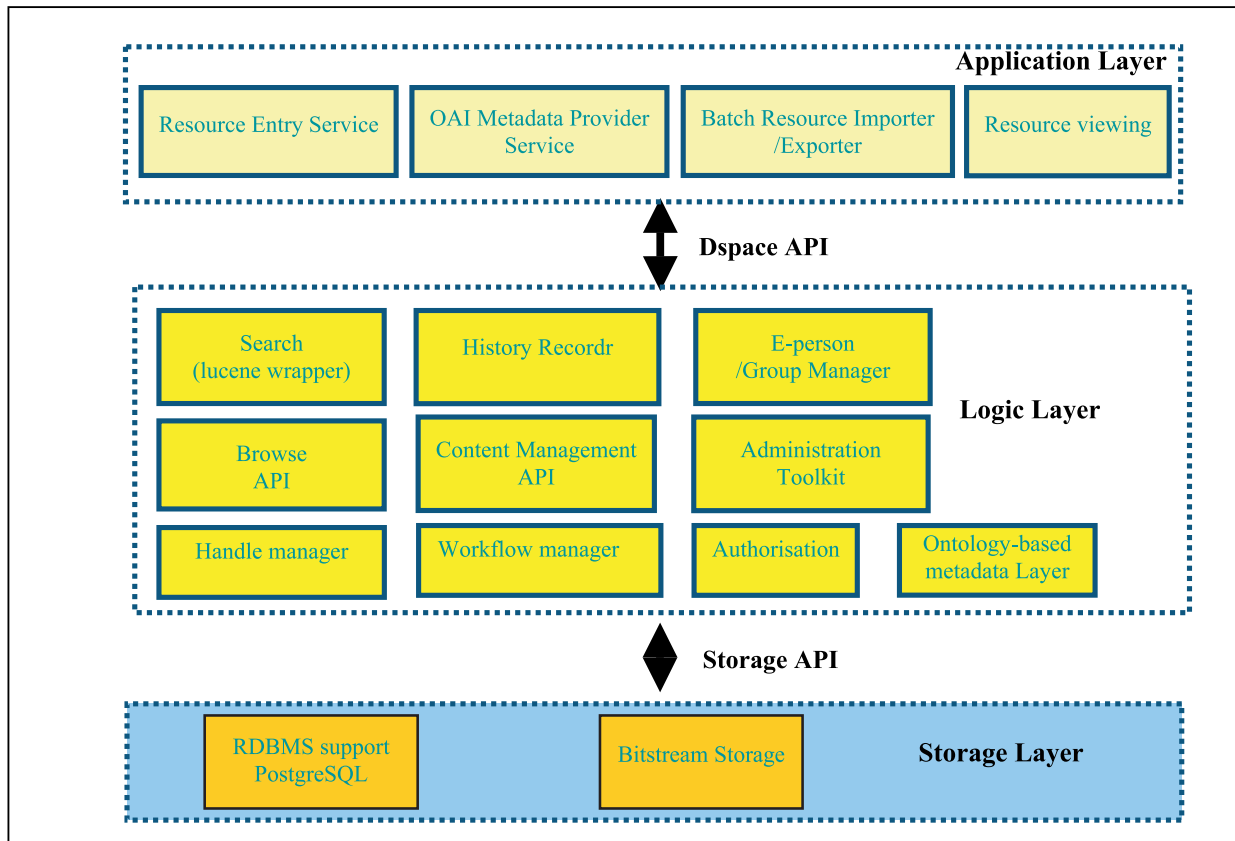 Application Layer
Resource Entry Service
OAI Metadata Provider
Service
Batch Resource Importer
/Exporter
Resource viewing
Dspace API
Search
(lucene wrapper)
History Recordr
E-person
/Group Manager
Logic Layer
Browse
API
Content Management
API
Administration
Toolkit
Handle manager
Workflow manager
Authorisation
Ontology-based
metadata Layer
Storage API
RDBMS support
PostgreSQL
Bitstream Storage
Storage Layer